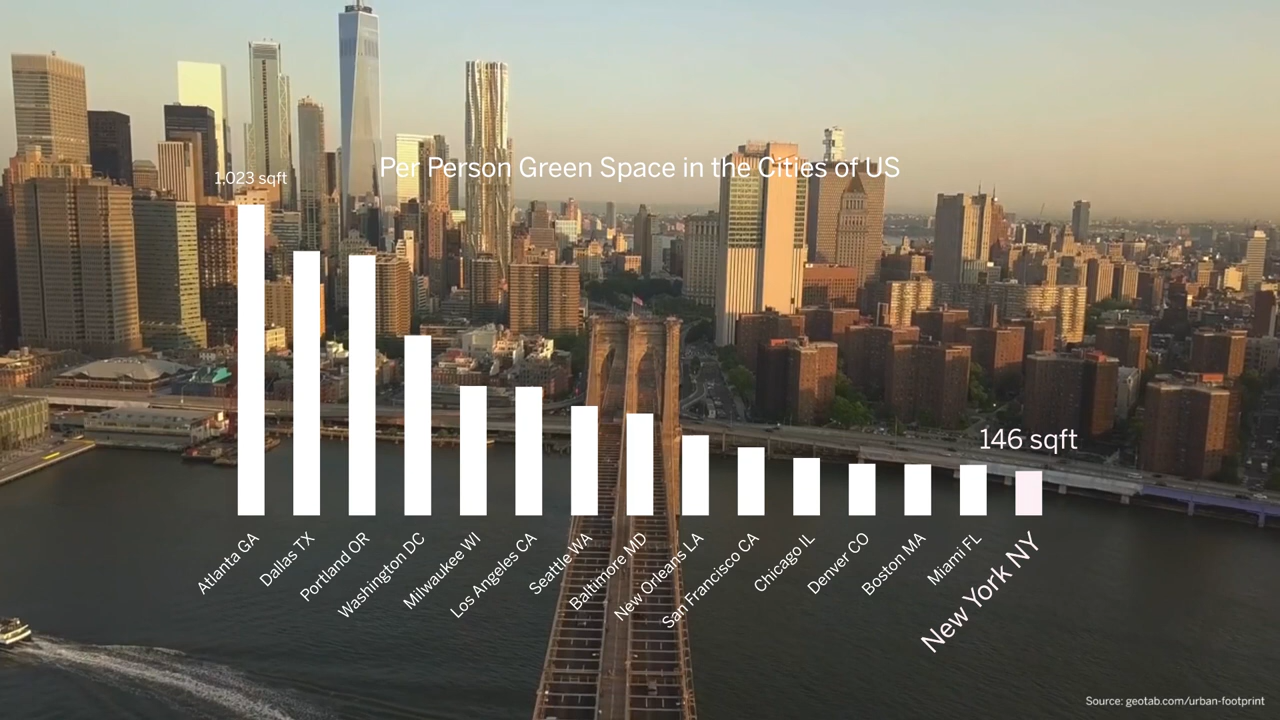 Per Person Green Space in the Cities of US
1,023 sqft
146 sqft
Atlanta GA
Dallas TX
Portland OR
Washington DC
Milwaukee WI
Los Angeles CA
Seattle WA
Baltimore MD
New Orleans LA
San Francisco CA
Chicago IL
Denver CO
Boston MA
Miami FL
New York NY
Source: geotab.com/urban-footprint